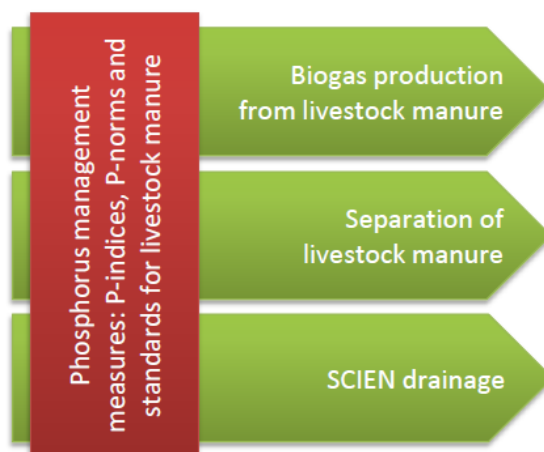 Phosphorus management
measures: P-indices, P-norms and
standards for livestock manure
Biogas production
from livestock manure
Separation of
livestock manure
SCIEN drainage